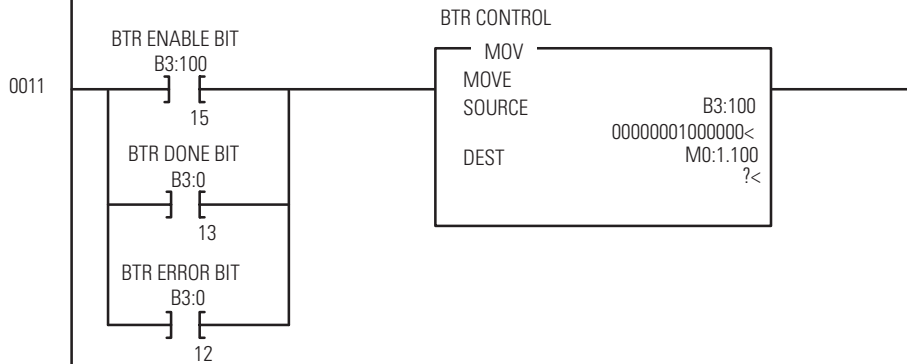 BTR CONTROL
BTR ENABLE BIT
B3:100
15
0011
MOV
MOVE
SOURCE B3:100
00000001000000<
DEST M0:1.100
?<
BTR DONE BIT
B3:0
13
BTR ERROR BIT
B3:0
12